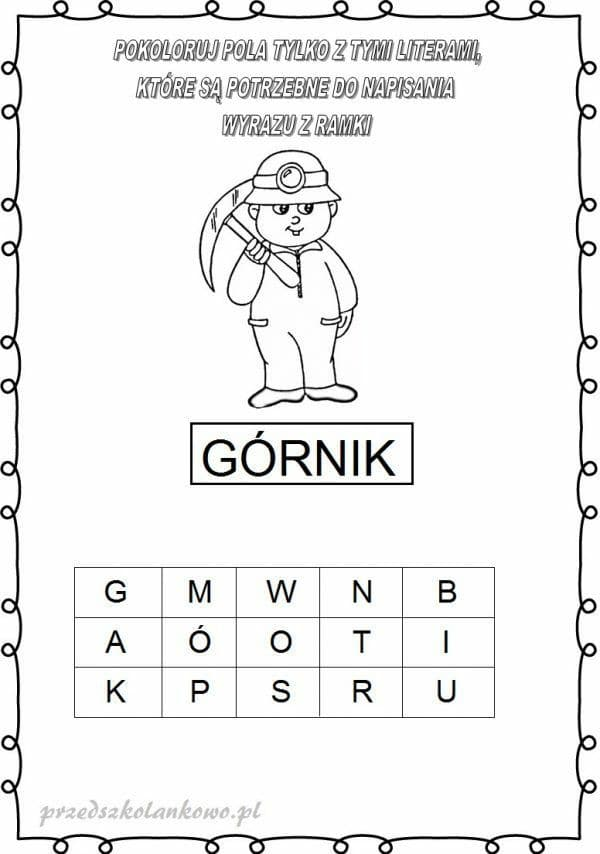 POKOLORUJ POLA TYLKO Z TYMI LITERAMI,
KTÓRE SĄ POTRZEBNE DO NAPISANIA
WYRAZU Z RAMKI
GÓRNIK
G M W N B
A Ó O T I
K P S R U
przedszkolankowo.pl